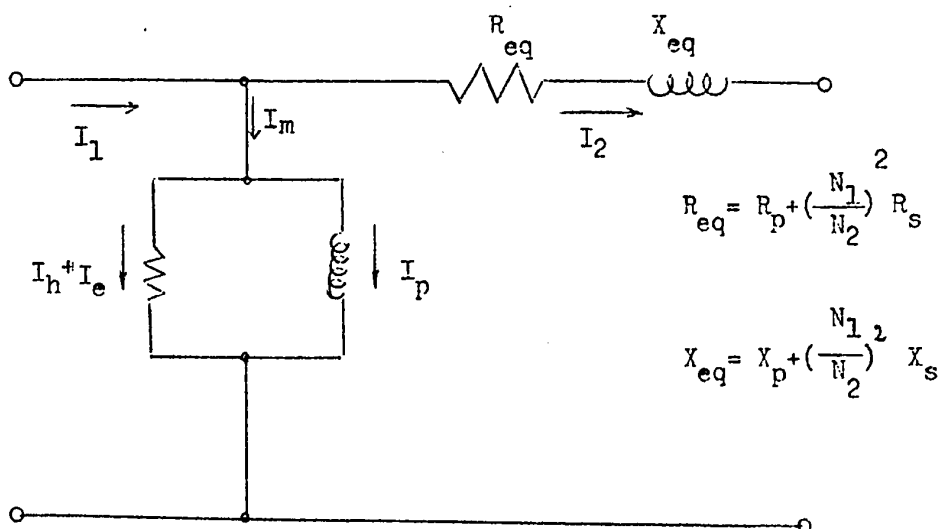 R_eq
X_eq
I_1
I_m
I_2
R_eq = R_p + (N_1/N_2)^2 R_s
I_h + I_e
I_p
X_eq = X_p + (N_1/N_2)^2 X_s